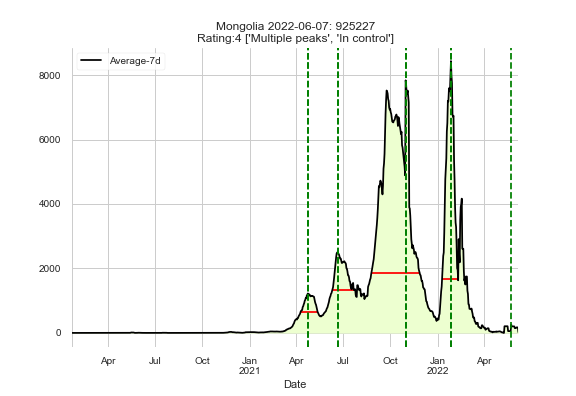 Mongolia 2022-06-07: 925227
Rating:4 ['Multiple peaks', 'In control']
Average-7d
8000
6000
4000
2000
0
Apr Jul Oct Jan Apr Jul Oct Jan Apr
2021 2022
Date